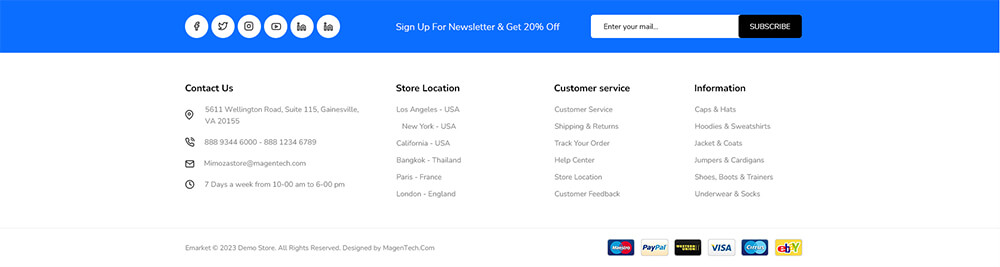 Sign Up For Newsletter & Get 20% Off
Enter your mail...
SUBSCRIBE
Contact Us
5611 Wellington Road, Suite 115, Gainesville,
VA 20155
888 9344 6000 - 888 1234 6789
Mimozastore@magentech.com
7 Days a week from 10-00 am to 6-00 pm
Store Location
Los Angeles - USA
New York - USA
California - USA
Bangkok - Thailand
Paris - France
London - England
Customer service
Customer Service
Shipping & Returns
Track Your Order
Help Center
Store Location
Customer Feedback
Information
Caps & Hats
Hoodies & Sweatshirts
Jacket & Coats
Jumpers & Cardigans
Shoes, Boots & Trainers
Underwear & Socks
Emarket © 2023 Demo Store. All Rights Reserved. Designed by MagenTech.Com
Maestro
PayPal
WESTERN
UNION
VISA
Cirrus
ebY